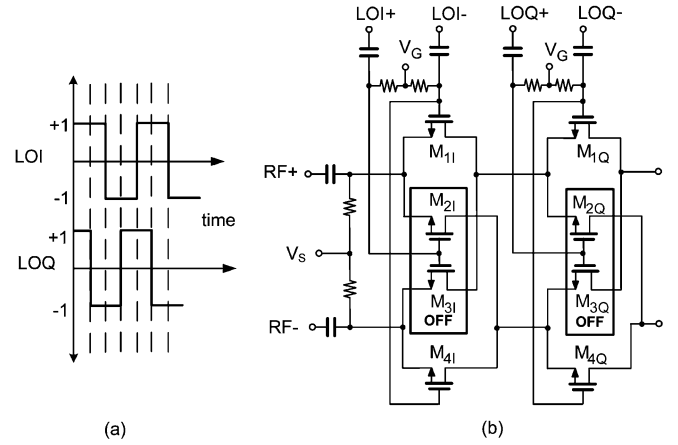 LOI+ LOI- LOQ+ LOQ-
V_G V_G
+1
LOI
-1
time
+1
LOQ
-1
(a)
RF+
V_S
RF-
M_1I
M_2I
M_3I
OFF
M_4I
M_1Q
M_2Q
M_3Q
OFF
M_4Q
(b)